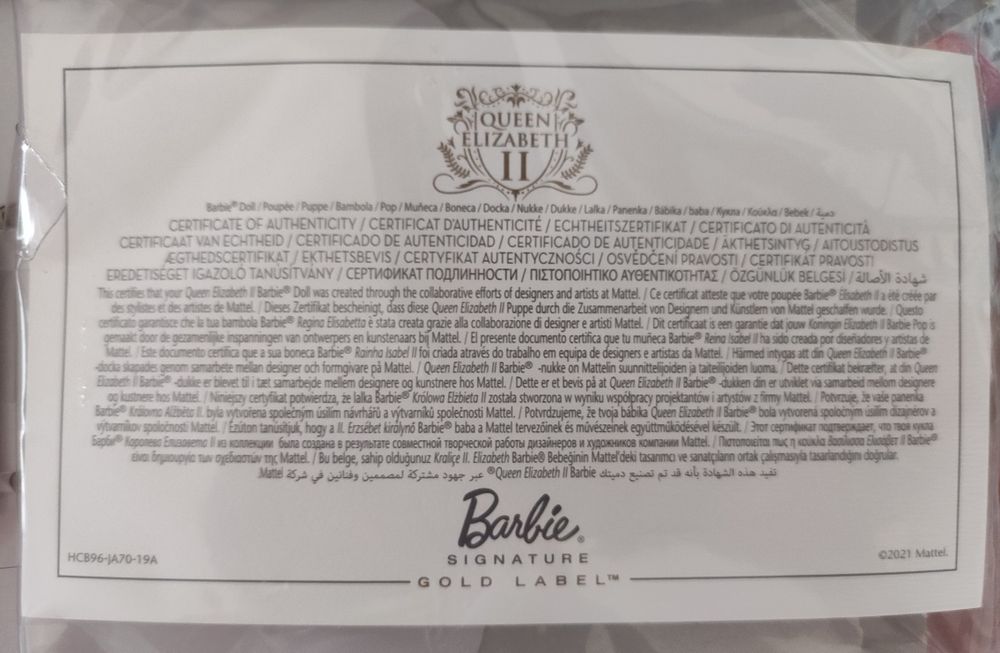 QUEEN
ELIZABETH
II
Barbie® Doll / Poupée / Puppe / Bambola / Pop / Muñeca / Boneca / Docka / Nukke / Dukke / Lalka / Panenka / Bábika / baba / Кукла / Κούκλα / Bebek / دمية
CERTIFICATE OF AUTHENTICITY / CERTIFICAT D'AUTHENTICITÉ / ECHTHEITSZERTIFIKAT / CERTIFICATO DI AUTENTICITÀ
CERTIFICAAT VAN ECHTHEID / CERTIFICADO DE AUTENTICIDAD / CERTIFICADO DE AUTENTICIDADE / ÄKTHETSINTYG / AITOUSTODISTUS
ÆGTHEDSCERTIFIKAT / EKTHETSBEVIS / CERTYFIKAT AUTENTYCZNOŚCI / OSVĚDČENÍ PRAVOSTI / CERTIFIKÁT PRAVOSTI
EREDETISÉGET IGAZOLÓ TANÚSÍTVÁNY / СЕРТИФИКАТ ПОДЛИННОСТИ / ΠΙΣΤΟΠΟΙΗΤΙΚΟ ΑΥΘΕΝΤΙΚΟΤΗΤΑΣ / ÖZGÜNLÜK BELGESİ / شهادة الأصالة
This certifies that your Queen Elizabeth II Barbie® Doll was created through the collaborative efforts of designers and artists at Mattel. / Ce certificat atteste que votre poupée Barbie® Élisabeth II a été créée par
des stylistes et des artistes de Mattel. / Dieses Zertifikat bescheinigt, dass diese Queen Elizabeth II Puppe durch die Zusammenarbeit von Designern und Künstlern von Mattel geschaffen wurde. / Questo
certificato garantisce che la tua bambola Barbie® Regina Elisabetta è stata creata grazie alla collaborazione di designer e artisti Mattel. / Dit certificaat is een garantie dat jouw Koningin Elizabeth II Barbie Pop is
gemaakt door de gezamenlijke inspanningen van ontwerpers en kunstenaars bij Mattel. / El presente documento certifica que tu muñeca Barbie® Reina Isabel II ha sido creada por diseñadores y artistas de
Mattel. / Este documento certifica que a sua boneca Barbie® Rainha Isabel II foi criada através do trabalho em equipa de designers e artistas da Mattel. / Härmed intygas att din Queen Elizabeth II Barbie®
-docka skapades genom samarbete mellan designer och formgivare på Mattel. / Queen Elizabeth II Barbie® -nukke on Mattelin suunnittelijoiden ja taiteilijoiden luoma. / Dette certifikat bekræfter, at din Queen
Elizabeth II Barbie® -dukke er blevet til i tæt samarbejde mellem designere og kunstnere hos Mattel. / Dette er et bevis på at Queen Elizabeth II Barbie® -dukken din er utviklet via samarbeid mellom designere
og kustnere hos Mattel. / Niniejszy certyfikat potwierdza, że lalka Barbie® Królowa Elżbieta II została stworzona w wyniku współpracy projektantów i artystów z firmy Mattel. / Potvrzuje, že vaše panenka
Barbie® Královna Alžběta II. byla vytvořena společným úsilím návrhářů a výtvarníků společnosti Mattel. / Potvrdzujeme, že tvoja bábika Queen Elizabeth II Barbie® bola vytvorená spoločným úsilím dizajnérov a
výtvarníkov spoločnosti Mattel. / Ezúton tanúsítjuk, hogy a II. Erzsébet királynő Barbie® baba a Mattel tervezőinek és művészeinek együttműködésével készült. / Этот сертификат подтверждает, что твоя кукла
Барби® Королева Елизавета II из коллекции была создана в результате совместной творческой работы дизайнеров и художников компании Mattel. / Πιστοποιείται πως η κούκλα Βασίλισσα Ελισάβετ II Barbie®
είναι δημιουργία των σχεδιαστών της Mattel. / Bu belge, sahip olduğunuz Kraliçe II. Elizabeth Barbie® Bebeğinin Mattel'deki tasarımcı ve sanatçıların ortak çalışmasıyla tasarlandığını doğrular.
تفيد هذه الشهادة بأنه قد تم تصنيع دميتك Queen Elizabeth II Barbie® عبر جهود مشتركة لمصممين وفنانين في شركة Mattel
Barbie®
SIGNATURE
HCB96-JA70-19A
©2021 Mattel.
GOLD LABEL™